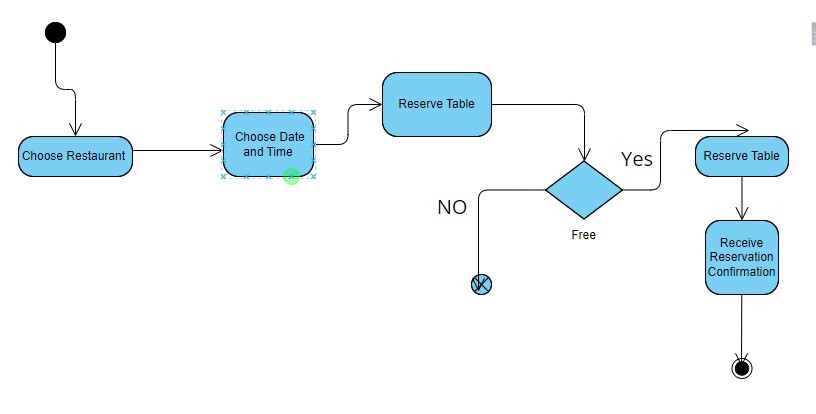 Choose Restaurant
Choose Date
and Time
Reserve Table
NO
Free
Yes
Reserve Table
Receive
Reservation
Confirmation